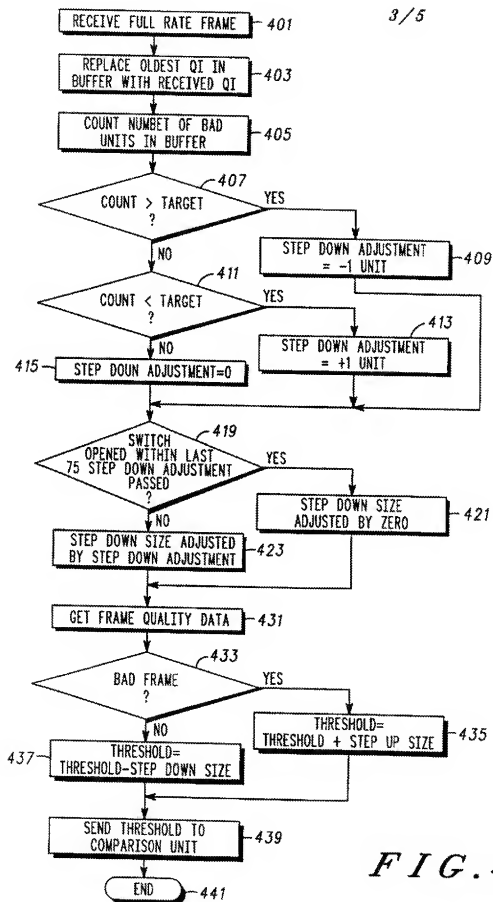 3/5
RECEIVE FULL RATE FRAME
401
REPLACE OLDEST QI IN
BUFFER WITH RECEIVED QI
403
COUNT NUMBET OF BAD
UNITS IN BUFFER
405
407
COUNT > TARGET
?
YES
NO
STEP DOWN ADJUSTMENT
= -1 UNIT
409
411
COUNT < TARGET
?
YES
NO
413
STEP DOWN ADJUSTMENT
= +1 UNIT
415
STEP DOUN ADJUSTMENT=0
419
SWITCH
OPENED WITHIN LAST
75 STEP DOWN ADJUSTMENT
PASSED
?
YES
NO
STEP DOWN SIZE
ADJUSTED BY ZERO
421
STEP DOWN SIZE ADJUSTED
BY STEP DOWN ADJUSTMENT
423
GET FRAME QUALITY DATA
431
433
BAD FRAME
?
YES
NO
THRESHOLD=
THRESHOLD + STEP UP SIZE
435
437
THRESHOLD=
THRESHOLD-STEP DOWN SIZE
SEND THRESHOLD TO
COMPARISON UNIT
439
END
441
FIG.